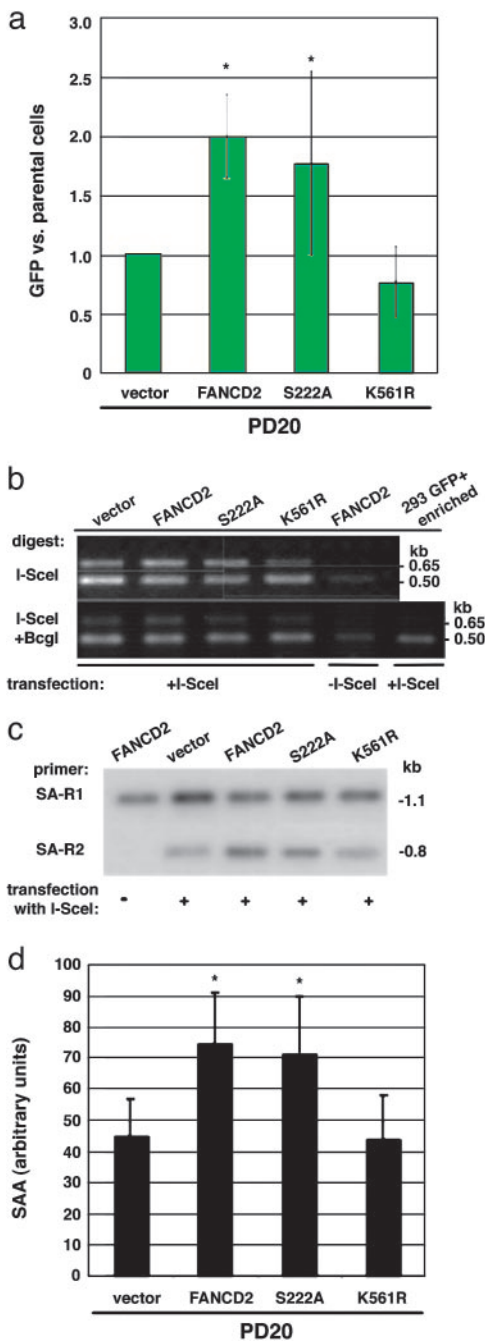 a
GFP vs. parental cells
3.0
2.5
*
*
2.0
1.5
1.0
0.5
0
vector FANCD2 S222A K561R
PD20
b
vector FANCD2 S222A K561R FANCD2 293 GFP+ enriched
digest:
kb
I-SceI
- 0.65
- 0.50
I-SceI
+BcgI
kb
- 0.65
- 0.50
transfection: +I-SceI -I-SceI +I-SceI
c
FANCD2 vector FANCD2 S222A K561R
primer: kb
SA-R1 -1.1
SA-R2 -0.8
transfection
with I-SceI: - + + + +
d
SAA (arbitrary units)
100
90
* *
80
70
60
50
40
30
20
10
0
vector FANCD2 S222A K561R
PD20